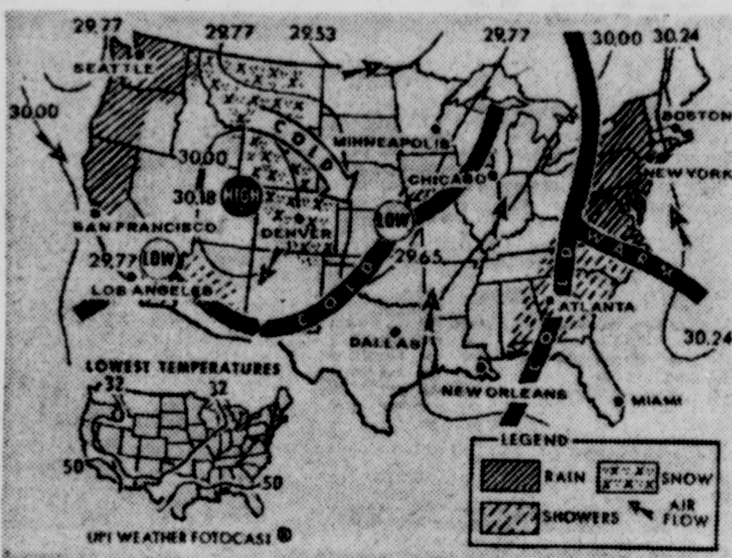 29.77 29.77 29.53 29.77 30.00 30.24
SEATTLE
30.00
COLD
BOSTON
MINNEAPOLIS
30.00
CHICAGO
NEW YORK
30.18 HIGH
SAN FRANCISCO
DENVER
LOW
WARM
LOW
29.77
29.65
COLD
COLD
LOS ANGELES
ATLANTA
DALLAS
30.24
LOWEST TEMPERATURES
32 32
NEW ORLEANS
MIAMI
50 50
LEGEND
RAIN SNOW
SHOWERS AIR
FLOW
UPI WEATHER FOTOCAST ®